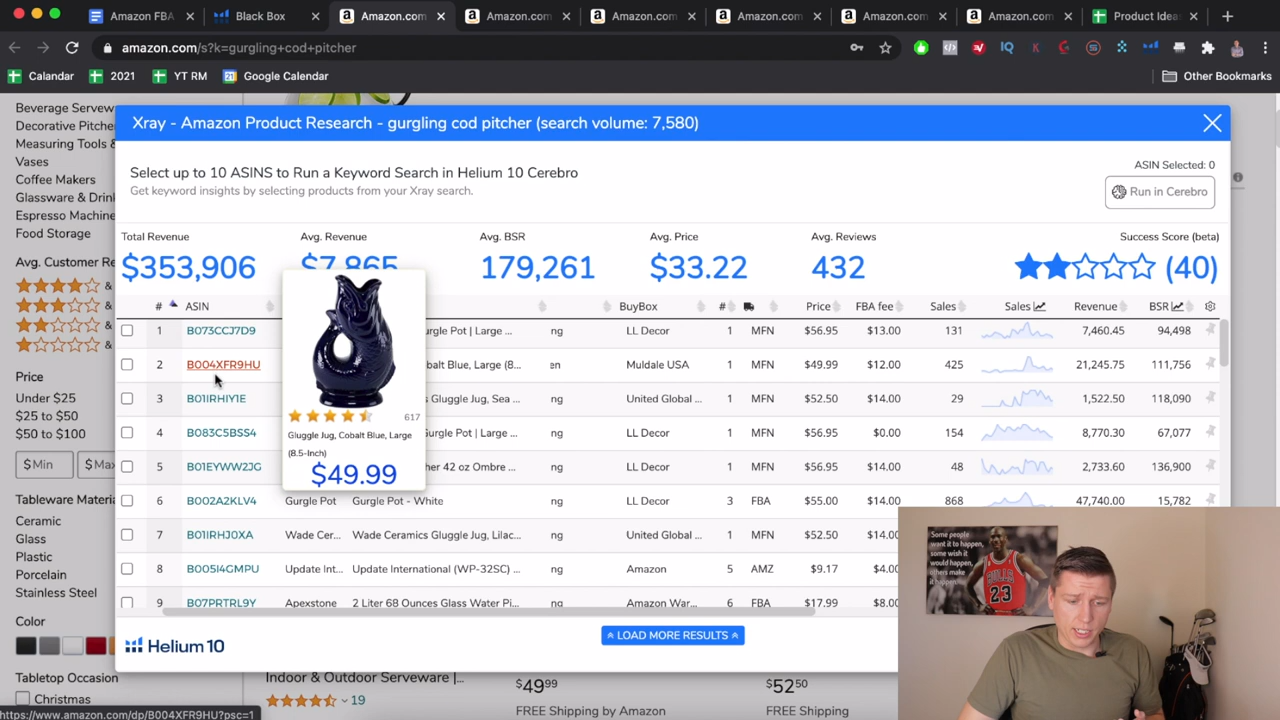 Amazon FBA
Black Box
Amazon.com
Amazon.com
Amazon.com
Amazon.com
Amazon.com
Amazon.com
Product Idea
amazon.com/s?k=gurgling+cod+pitcher
Calandar
2021
YT RM
Google Calendar
Other Bookmarks
Beverage Servew
Decorative Pitche
Measuring Tools &
Vases
Coffee Makers
Glassware & Drink
Espresso Machine
Food Storage
Avg. Customer Re
&
&
&
&
Price
Under $25
$25 to $50
$50 to $100
$Min
$Ma
Tableware Materia
Ceramic
Glass
Plastic
Porcelain
Stainless Steel
Color
Tabletop Occasion
Christmas
https://www.amazon.com/dp/B004XFR9HU?psc=1
Xray - Amazon Product Research - gurgling cod pitcher (search volume: 7,580)
Select up to 10 ASINS to Run a Keyword Search in Helium 10 Cerebro
Get keyword insights by selecting products from your Xray search.
ASIN Selected: 0
Run in Cerebro
Total Revenue Avg. Revenue Avg. BSR Avg. Price Avg. Reviews Success Score (beta)
$353,906 $7,865 179,261 $33.22 432 (40)
# ASIN BuyBox # Price FBA fee Sales Sales Revenue BSR
1 B073CCJ7D9 urgle Pot | Large ... ng LL Decor 1 MFN $56.95 $13.00 131 7,460.45 94,498
2 B004XFR9HU balt Blue, Large (8... en Muldale USA 1 MFN $49.99 $12.00 425 21,245.75 111,756
3 B01IRHIY1E s Gluggle Jug, Sea ng United Global ... 1 MFN $52.50 $14.00 29 1,522.50 118,090
4 B083C5BSS4 urgle Pot | Large ... ng LL Decor 1 MFN $56.95 $0.00 154 8,770.30 67,077
5 B01EYWW2JG her 42 oz Ombre ... ng LL Decor 1 MFN $56.95 $14.00 48 2,733.60 136,900
6 B002A2KLV4 Gurgle Pot Gurgle Pot - White ng LL Decor 3 FBA $55.00 $14.00 868 47,740.00 15,782
7 B01IRHJ0XA Wade Cer... Wade Ceramics Gluggle Jug, Lilac... ng United Global ... 1 MFN $52.50 $14.0
8 B005I4GMPU Update Int... Update International (WP-32SC) ... ng Amazon 5 AMZ $9.17 $4.00
9 B07PRTRL9Y Apexstone 2 Liter 68 Ounces Glass Water Pi... ng Amazon War... 6 FBA $17.99 $8.00
617
Gluggle Jug, Cobalt Blue, Large
(8.5-Inch)
$49.99
Helium 10
LOAD MORE RESULTS
Indoor & Outdoor Serveware |...
19
$49 99
FREE Shipping by Amazon
$52 50
FREE Shipping
Some people
want it to happen,
some wish it
would happen,
others make
it happen.
BULLS
23